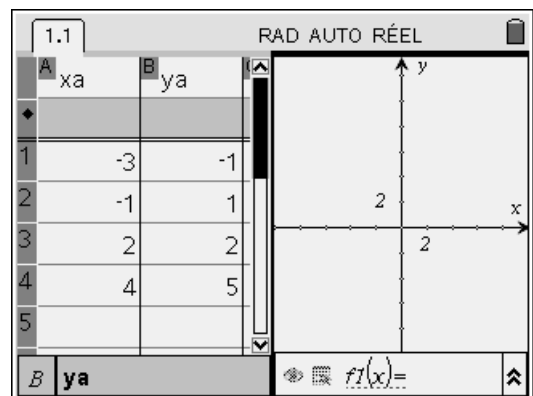 1.1 RAD AUTO RÉEL
A xa B ya
◆
1 -3 -1
2 -1 1
3 2 2
4 4 5
5
B ya
y
2
x
2
f1(x)=